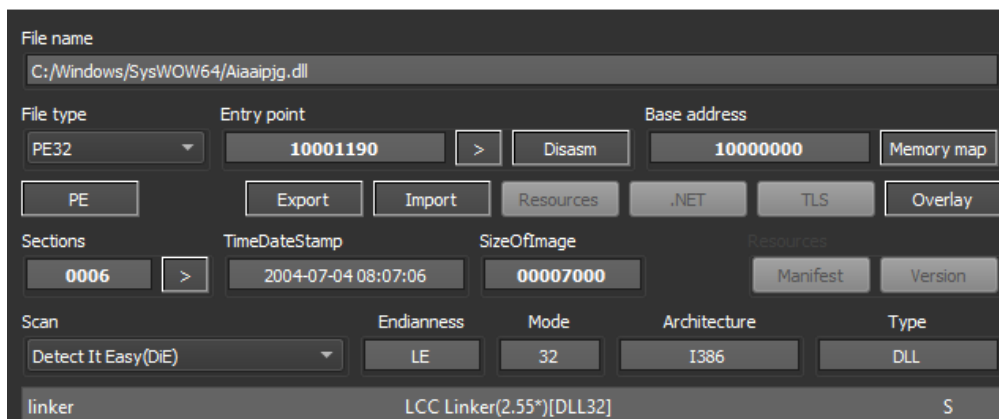 File name
C:/Windows/SysWOW64/Aiaaipjg.dll
File type Entry point Base address
PE32 10001190 > Disasm 10000000 Memory map
PE Export Import Resources .NET TLS Overlay
Sections TimeDateStamp SizeOfImage Resources
0006 > 2004-07-04 08:07:06 00007000 Manifest Version
Scan Endianness Mode Architecture Type
Detect It Easy(DiE) LE 32 I386 DLL
linker LCC Linker(2.55*)[DLL32] S